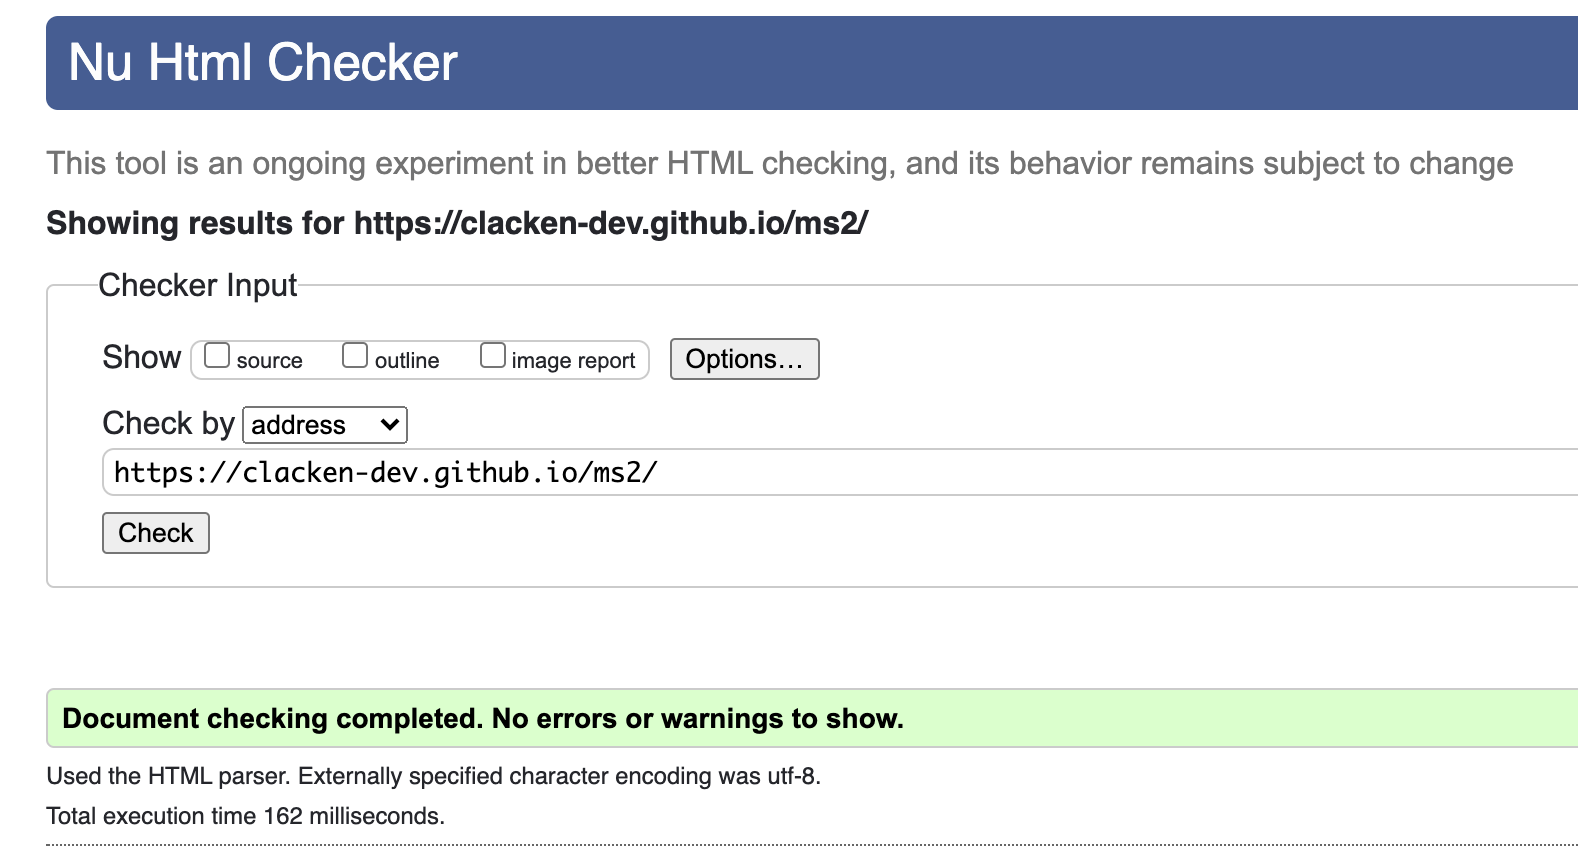 Nu Html Checker
This tool is an ongoing experiment in better HTML checking, and its behavior remains subject to change
Showing results for https://clacken-dev.github.io/ms2/
Checker Input
Show source outline image report Options...
Check by address
https://clacken-dev.github.io/ms2/
Check
Document checking completed. No errors or warnings to show.
Used the HTML parser. Externally specified character encoding was utf-8.
Total execution time 162 milliseconds.